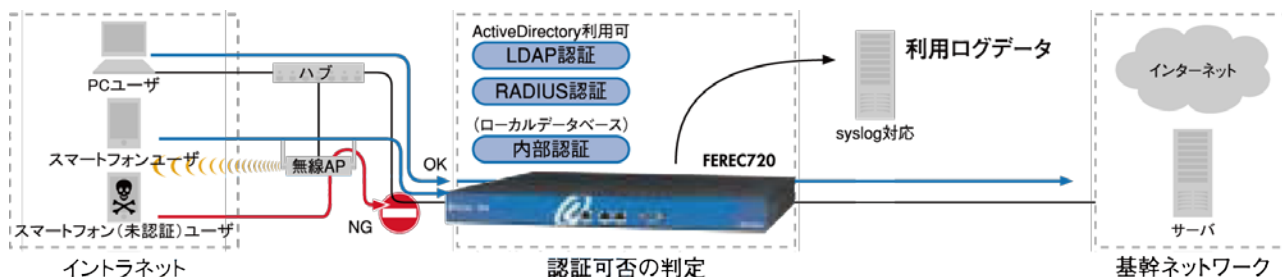 PCユーザ
スマートフォンユーザ
スマートフォン（未認証）ユーザ
イントラネット
ハブ
無線AP
OK
NG
ActiveDirectory利用可
LDAP認証
RADIUS認証
（ローカルデータベース）
内部認証
FEREC720
認証可否の判定
利用ログデータ
syslog対応
インターネット
サーバ
基幹ネットワーク